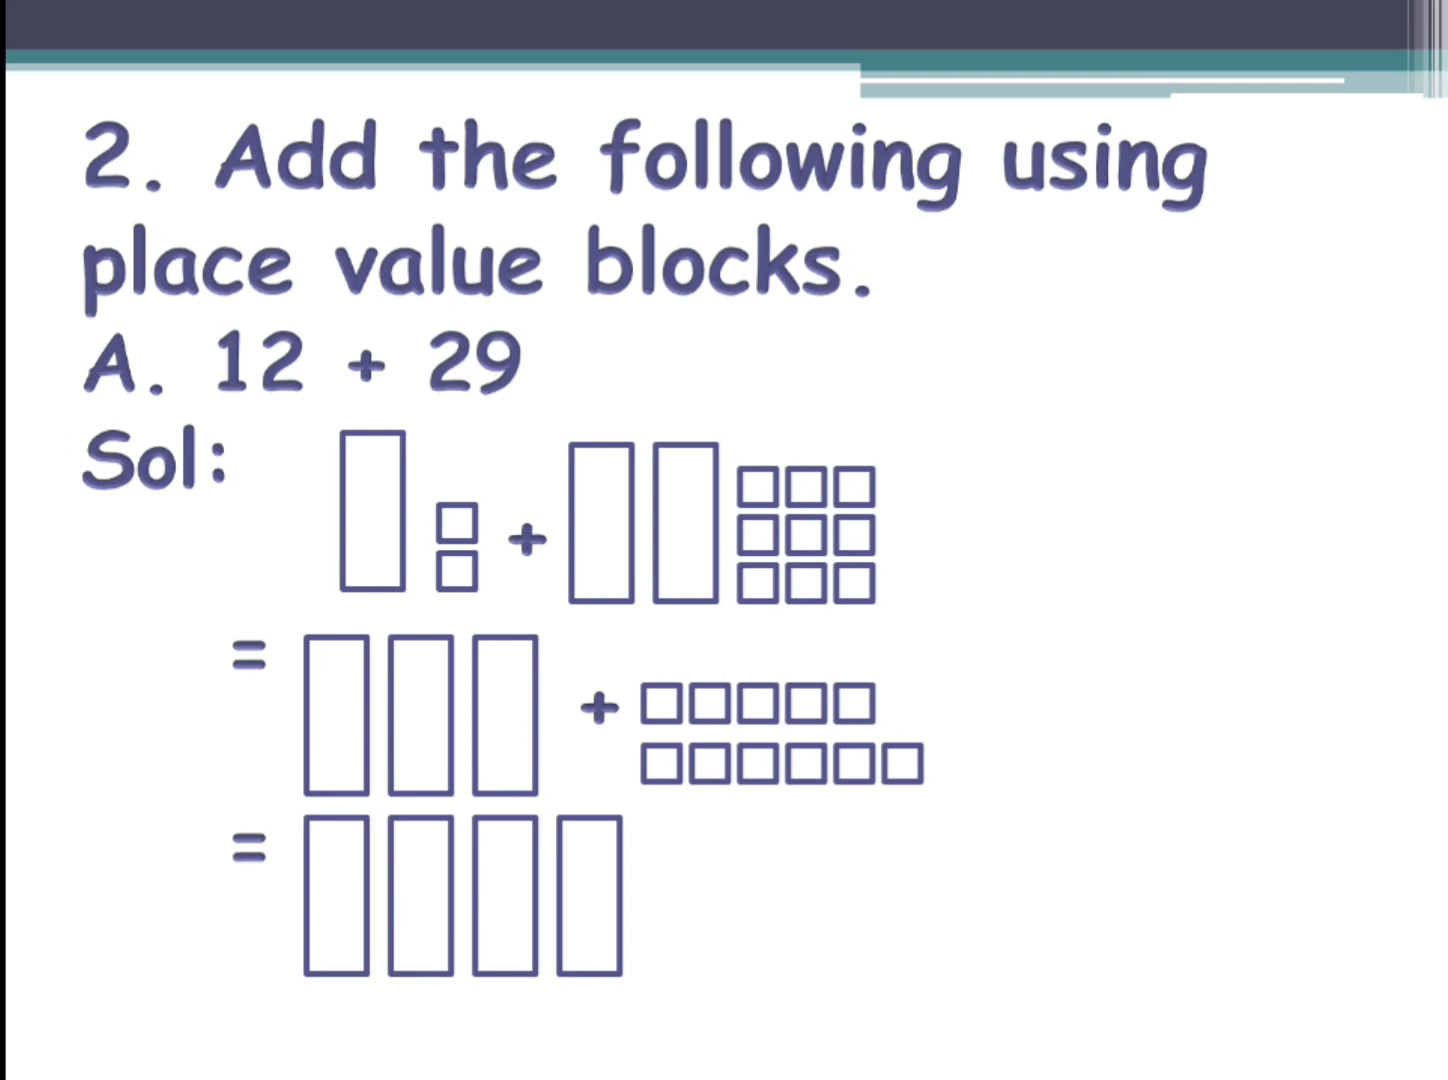 2. Add the following using
place value blocks.
A. 12 + 29
Sol:
+
= +
=